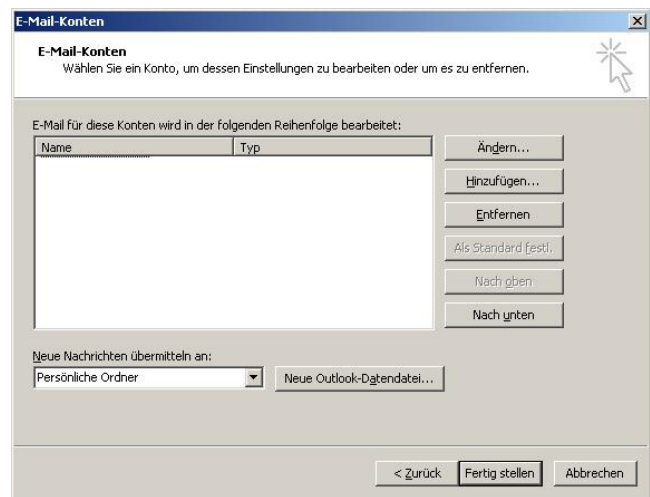 E-Mail-Konten
E-Mail-Konten
Wählen Sie ein Konto, um dessen Einstellungen zu bearbeiten oder um es zu entfernen.
E-Mail für diese Konten wird in der folgenden Reihenfolge bearbeitet:
Name Typ
Ändern...
Hinzufügen...
Entfernen
Als Standard festl.
Nach oben
Nach unten
Neue Nachrichten übermitteln an:
Persönliche Ordner Neue Outlook-Datendatei...
< Zurück Fertig stellen Abbrechen